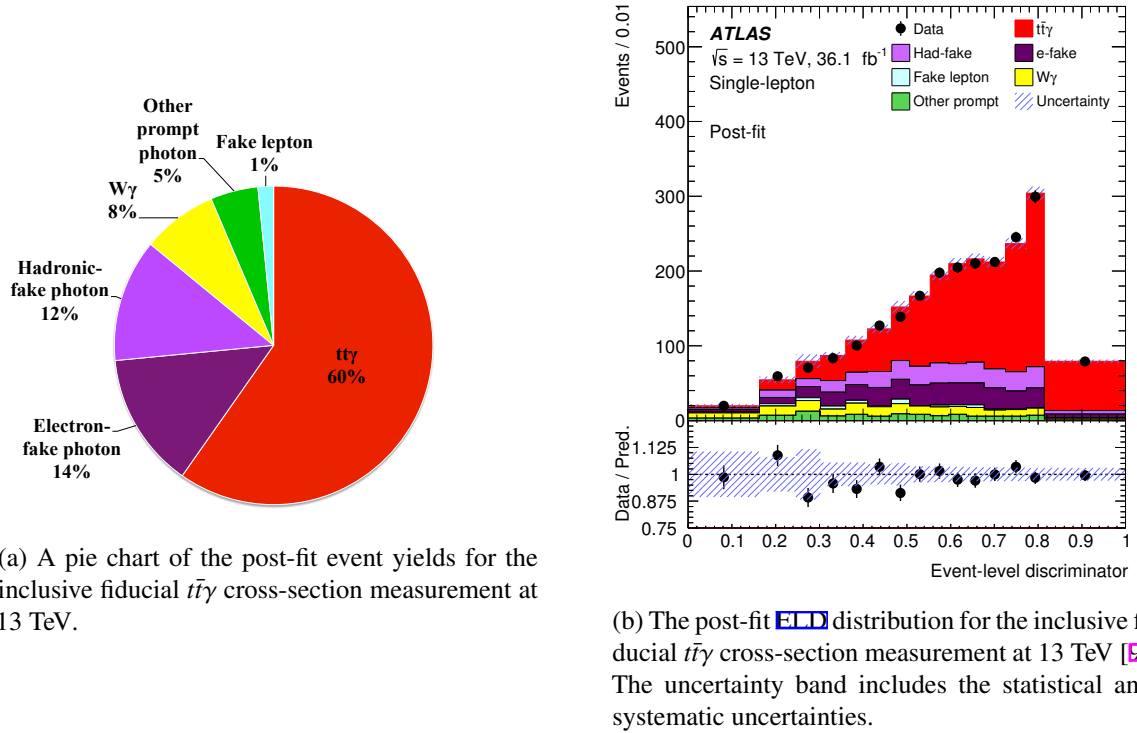 Other
prompt
photon
5%
Fake lepton
1%
Wγ
8%
Hadronic-
fake photon
12%
Electron-
fake photon
14%
ttγ
60%
(a) A pie chart of the post-fit event yields for the
inclusive fiducial tt̄γ cross-section measurement at
13 TeV.
Events / 0.01
500
400
300
200
100
0
ATLAS
√s = 13 TeV, 36.1 fb⁻¹
Single-lepton
Post-fit
Data
tt̄γ
Had-fake
e-fake
Fake lepton
Wγ
Other prompt
Uncertainty
Data / Pred.
1.125
1
0.875
0.75
0 0.1 0.2 0.3 0.4 0.5 0.6 0.7 0.8 0.9 1
Event-level discriminator
(b) The post-fit ELD distribution for the inclusive fi
ducial tt̄γ cross-section measurement at 13 TeV [9
The uncertainty band includes the statistical an
systematic uncertainties.